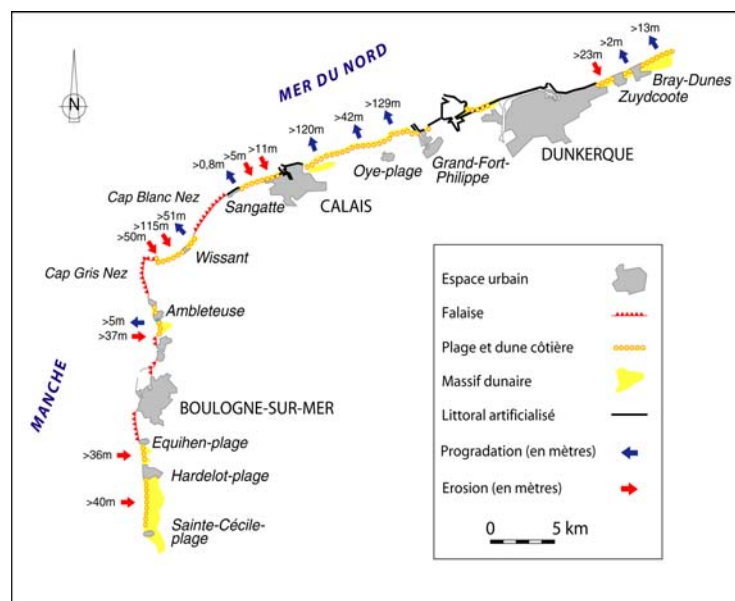 >13m
>2m
>23m
Bray-Dunes
Zuydcoote
MER DU NORD
>129m
>42m
>120m
DUNKERQUE
Grand-Fort-
Philippe
Oye-plage
>11m
>5m
>0,8m
N
Cap Blanc Nez
Sangatte
CALAIS
>51m
>115m
>50m
Wissant
Cap Gris Nez
Ambleteuse
>5m
>37m
MANCHE
BOULOGNE-SUR-MER
Equihen-plage
>36m
Hardelot-plage
>40m
Sainte-Cécile-
plage
Espace urbain
Falaise
Plage et dune côtière
Massif dunaire
Littoral artificialisé
Progradation (en mètres)
Erosion (en mètres)
0 5 km